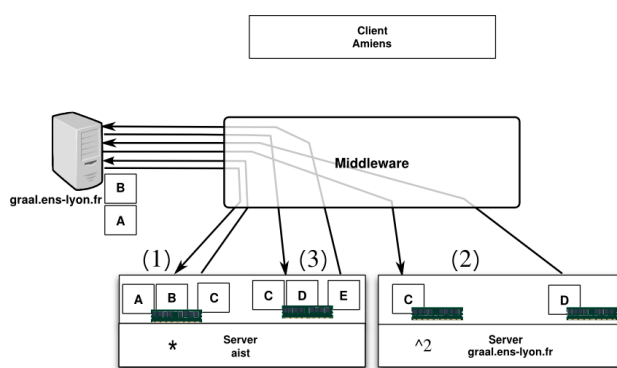 Client
Amiens
Middleware
B
graal.ens-lyon.fr
A
(1)
(3)
(2)
A B C
C D E
C
D
*
Server
aist
^2
Server
graal.ens-lyon.fr